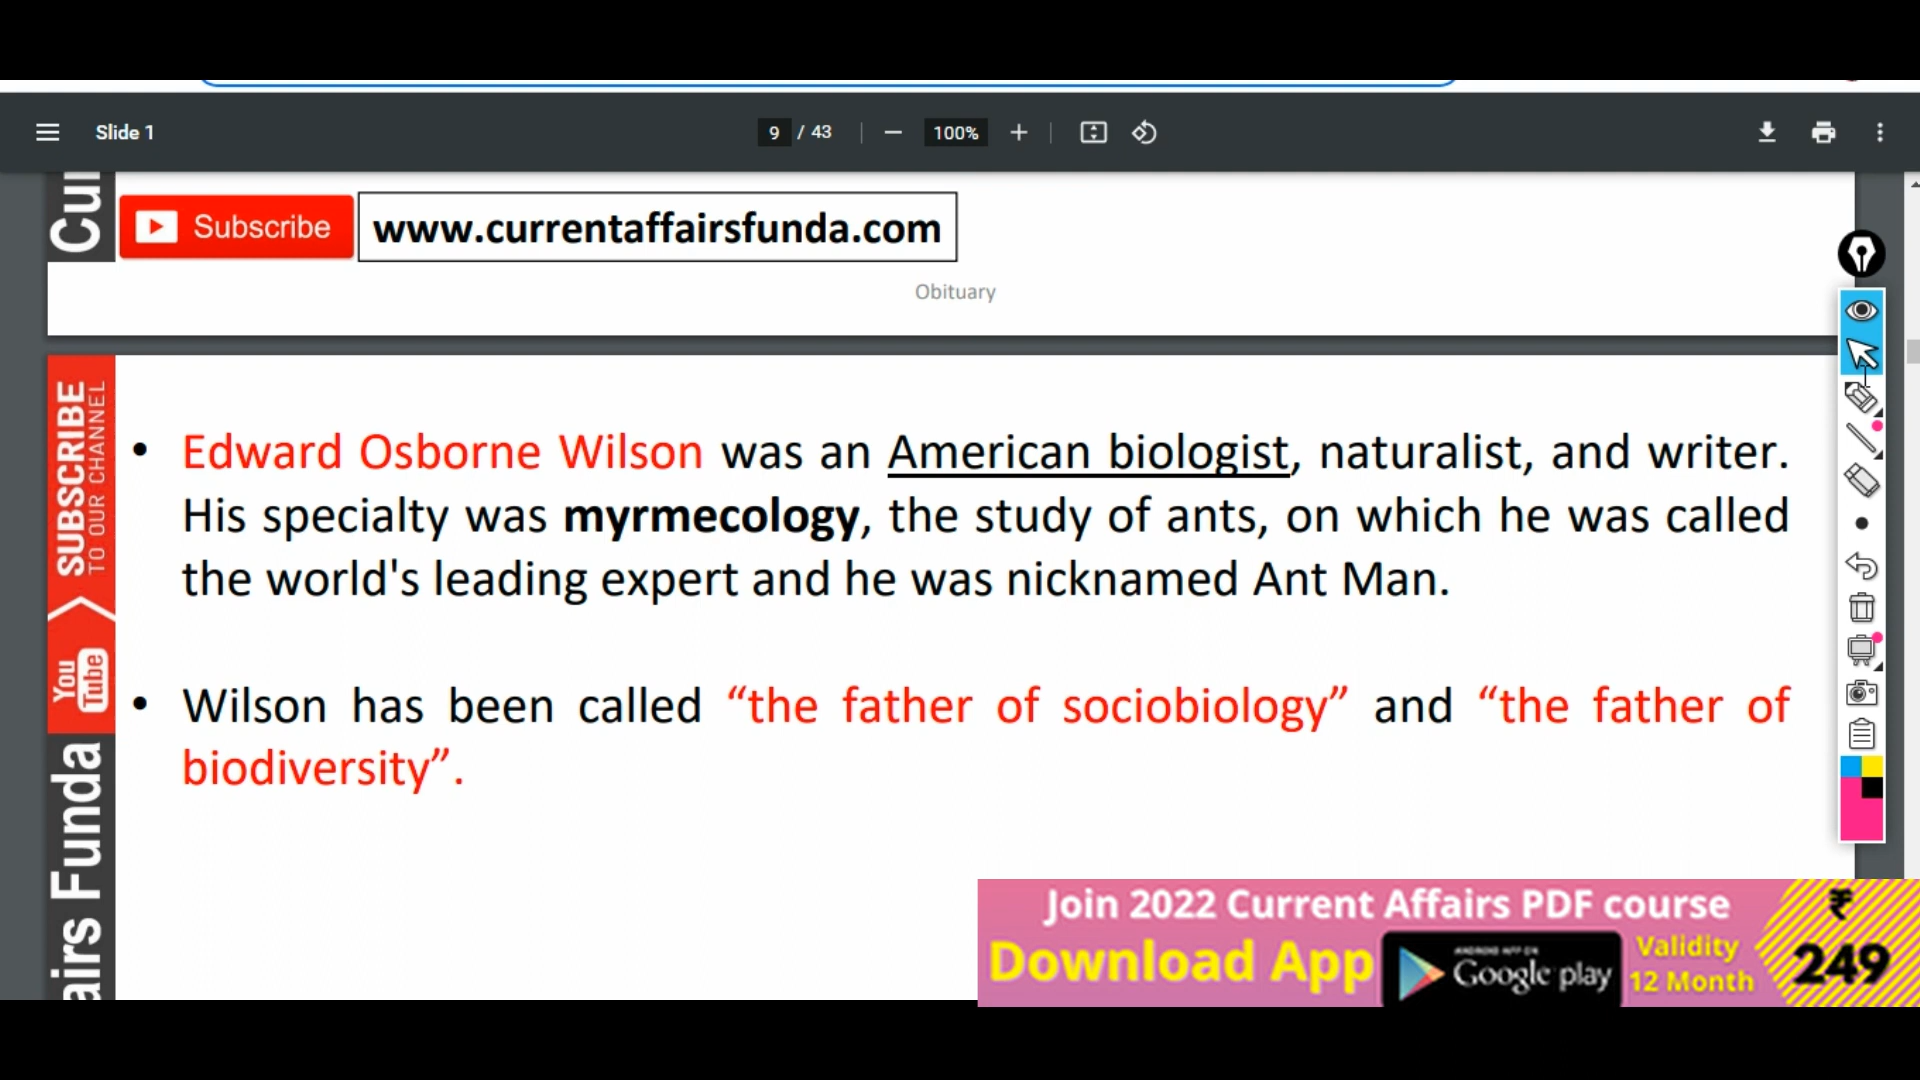 Slide 1
9 / 43
100%
Cur
Subscribe
www.currentaffairsfunda.com
Obituary
SUBSCRIBE
TO OUR CHANNEL
You
Tube
airs Funda
• Edward Osborne Wilson was an American biologist, naturalist, and writer.
His specialty was myrmecology, the study of ants, on which he was called
the world's leading expert and he was nicknamed Ant Man.
• Wilson has been called “the father of sociobiology” and “the father of
biodiversity”.
Join 2022 Current Affairs PDF course
Download App
ANDROID APP ON
Google play
Validity
12 Month
₹
249